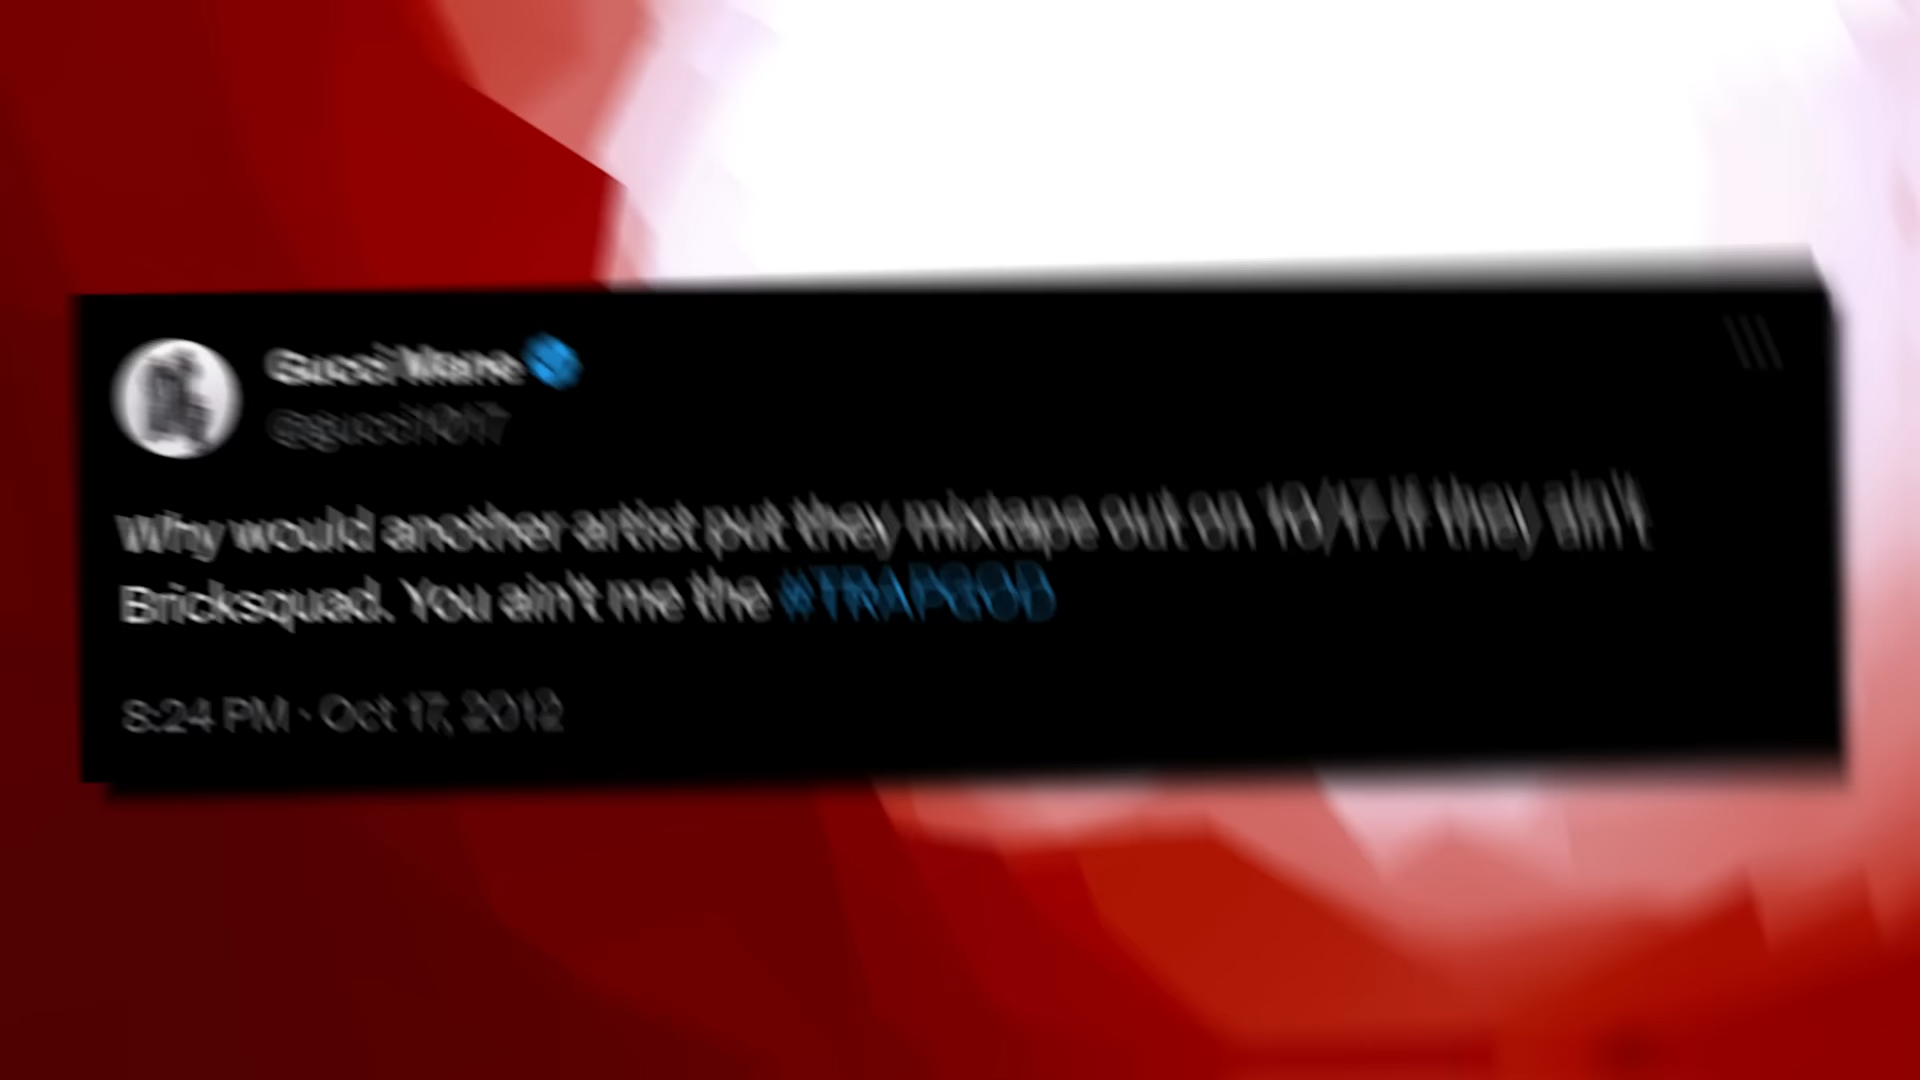 Gucci Mane
@gucci1017
Why would another artist put they mixtape out on 10/17 if they ain't
Bricksquad. You ain't me the #TRAPGOD
8:24 PM · Oct 17, 2012